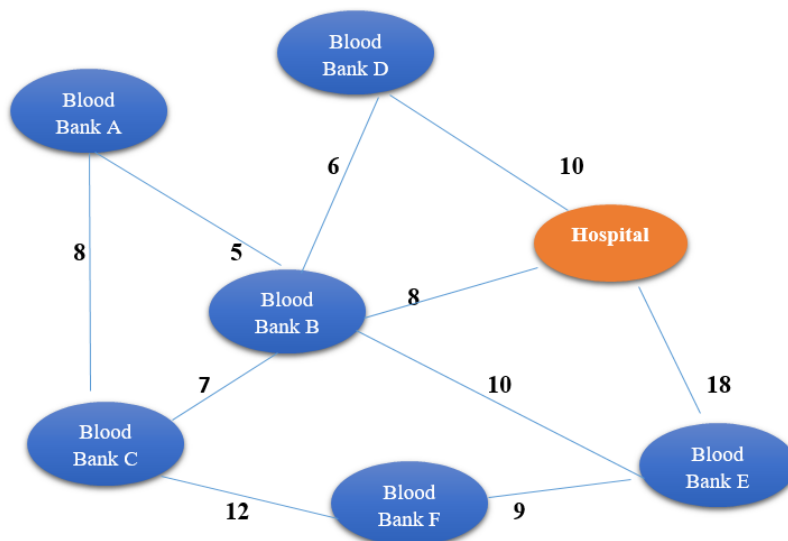 Blood
Bank D
Blood
Bank A
6
10
Hospital
8
5
Blood
Bank B
8
7
10
18
Blood
Bank C
Blood
Bank E
12
Blood
Bank F
9